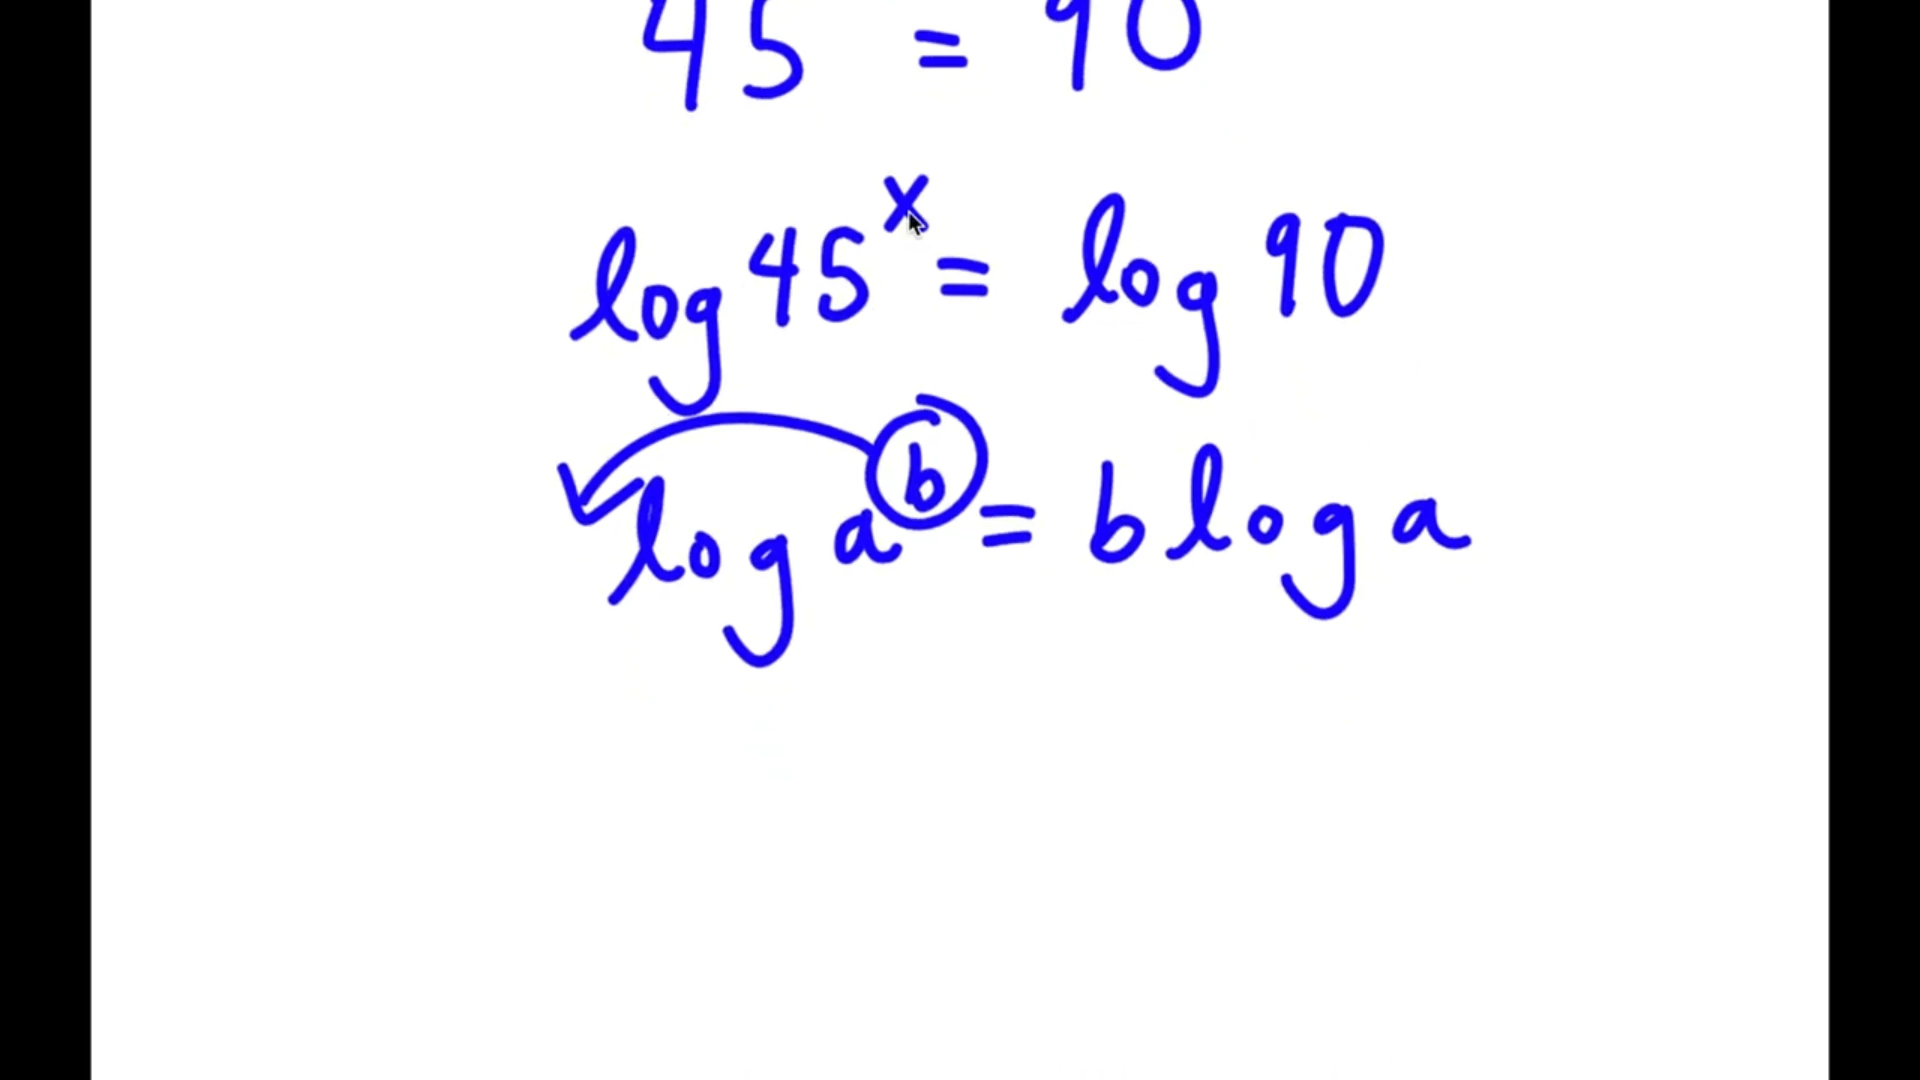 45 = 90
log 45^x = log 90
log a^b = b log a